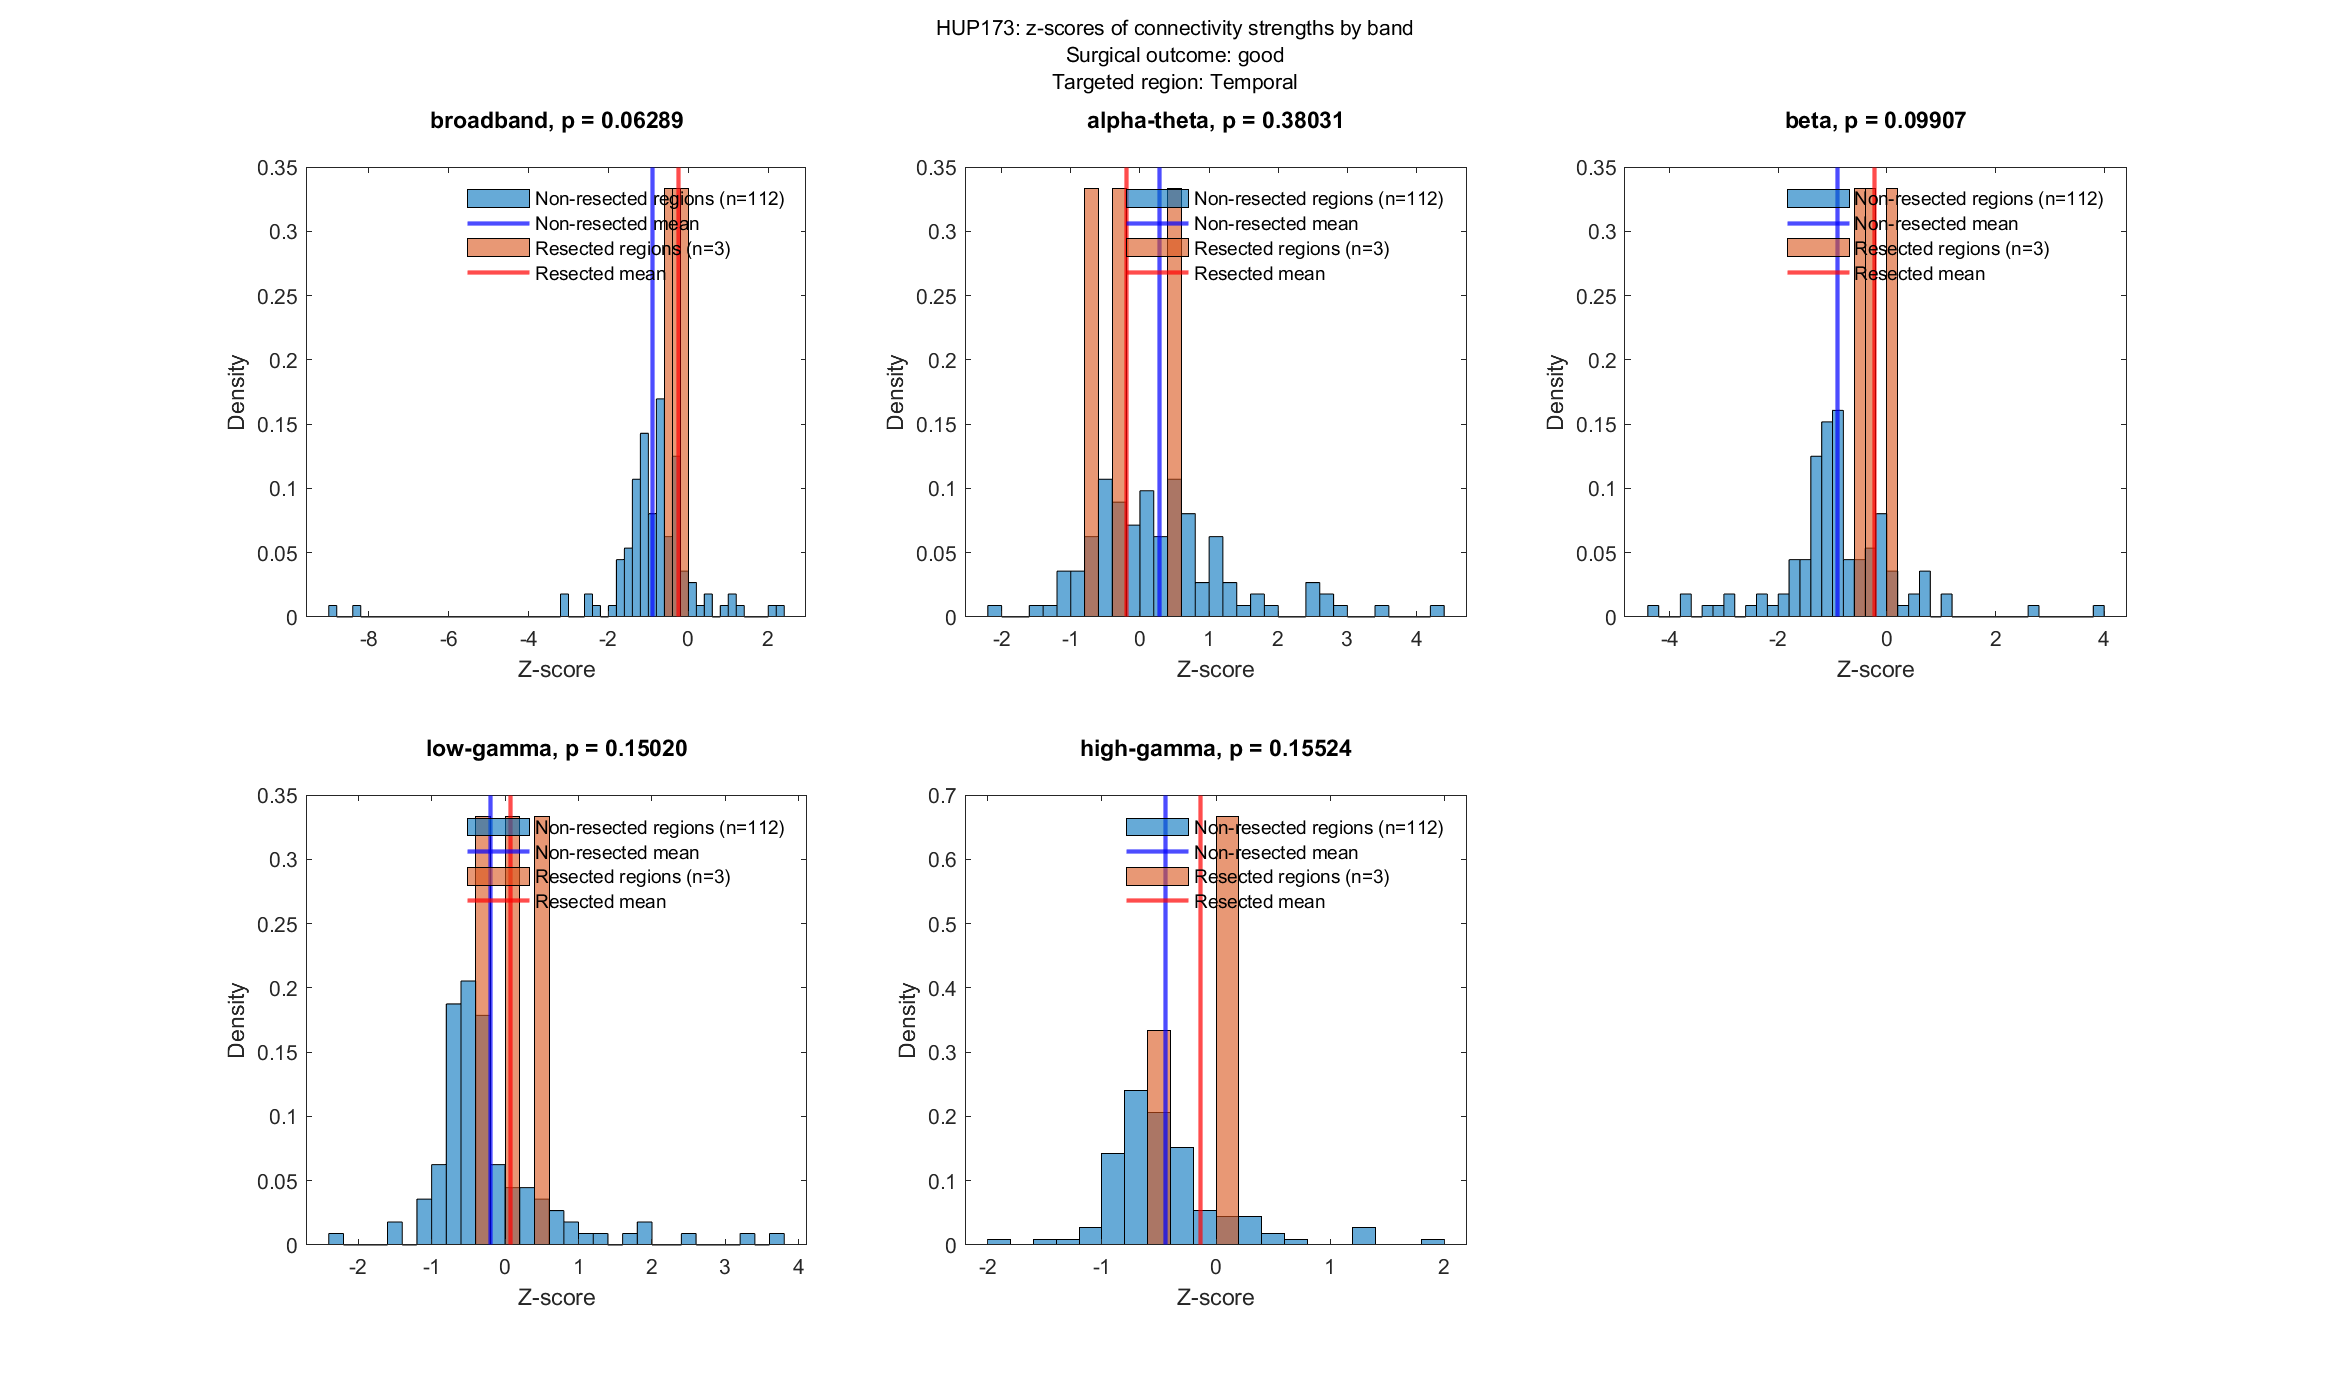 HUP173: z-scores of connectivity strengths by band
Surgical outcome: good
Targeted region: Temporal
broadband, p = 0.06289
0.35
0.3
0.25
0.2
0.15
0.1
0.05
0
Density
Non-resected regions (n=112)
Non-resected mean
Resected regions (n=3)
Resected mean
-8 -6 -4 -2 0 2
Z-score
alpha-theta, p = 0.38031
0.35
0.3
0.25
0.2
0.15
0.1
0.05
0
Density
Non-resected regions (n=112)
Non-resected mean
Resected regions (n=3)
Resected mean
-2 -1 0 1 2 3 4
Z-score
beta, p = 0.09907
0.35
0.3
0.25
0.2
0.15
0.1
0.05
0
Density
Non-resected regions (n=112)
Non-resected mean
Resected regions (n=3)
Resected mean
-4 -2 0 2 4
Z-score
low-gamma, p = 0.15020
0.35
0.3
0.25
0.2
0.15
0.1
0.05
0
Density
Non-resected regions (n=112)
Non-resected mean
Resected regions (n=3)
Resected mean
-2 -1 0 1 2 3 4
Z-score
high-gamma, p = 0.15524
0.7
0.6
0.5
0.4
0.3
0.2
0.1
0
Density
Non-resected regions (n=112)
Non-resected mean
Resected regions (n=3)
Resected mean
-2 -1 0 1 2
Z-score